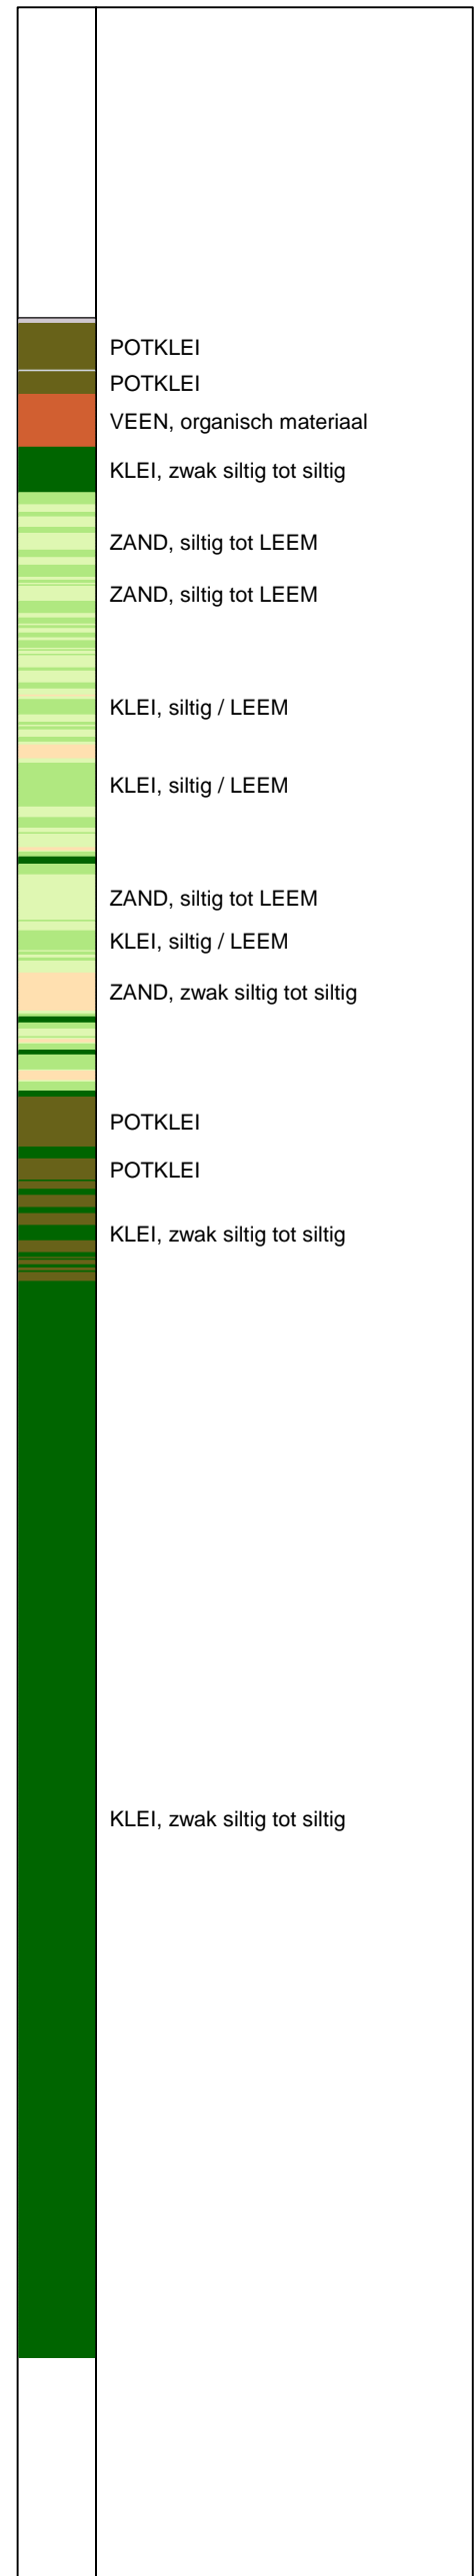 POTKLEI
POTKLEI
VEEN, organisch materiaal
KLEI, zwak siltig tot siltig
ZAND, siltig tot LEEM
ZAND, siltig tot LEEM
KLEI, siltig / LEEM
KLEI, siltig / LEEM
ZAND, siltig tot LEEM
KLEI, siltig / LEEM
ZAND, zwak siltig tot siltig
POTKLEI
POTKLEI
KLEI, zwak siltig tot siltig
KLEI, zwak siltig tot siltig